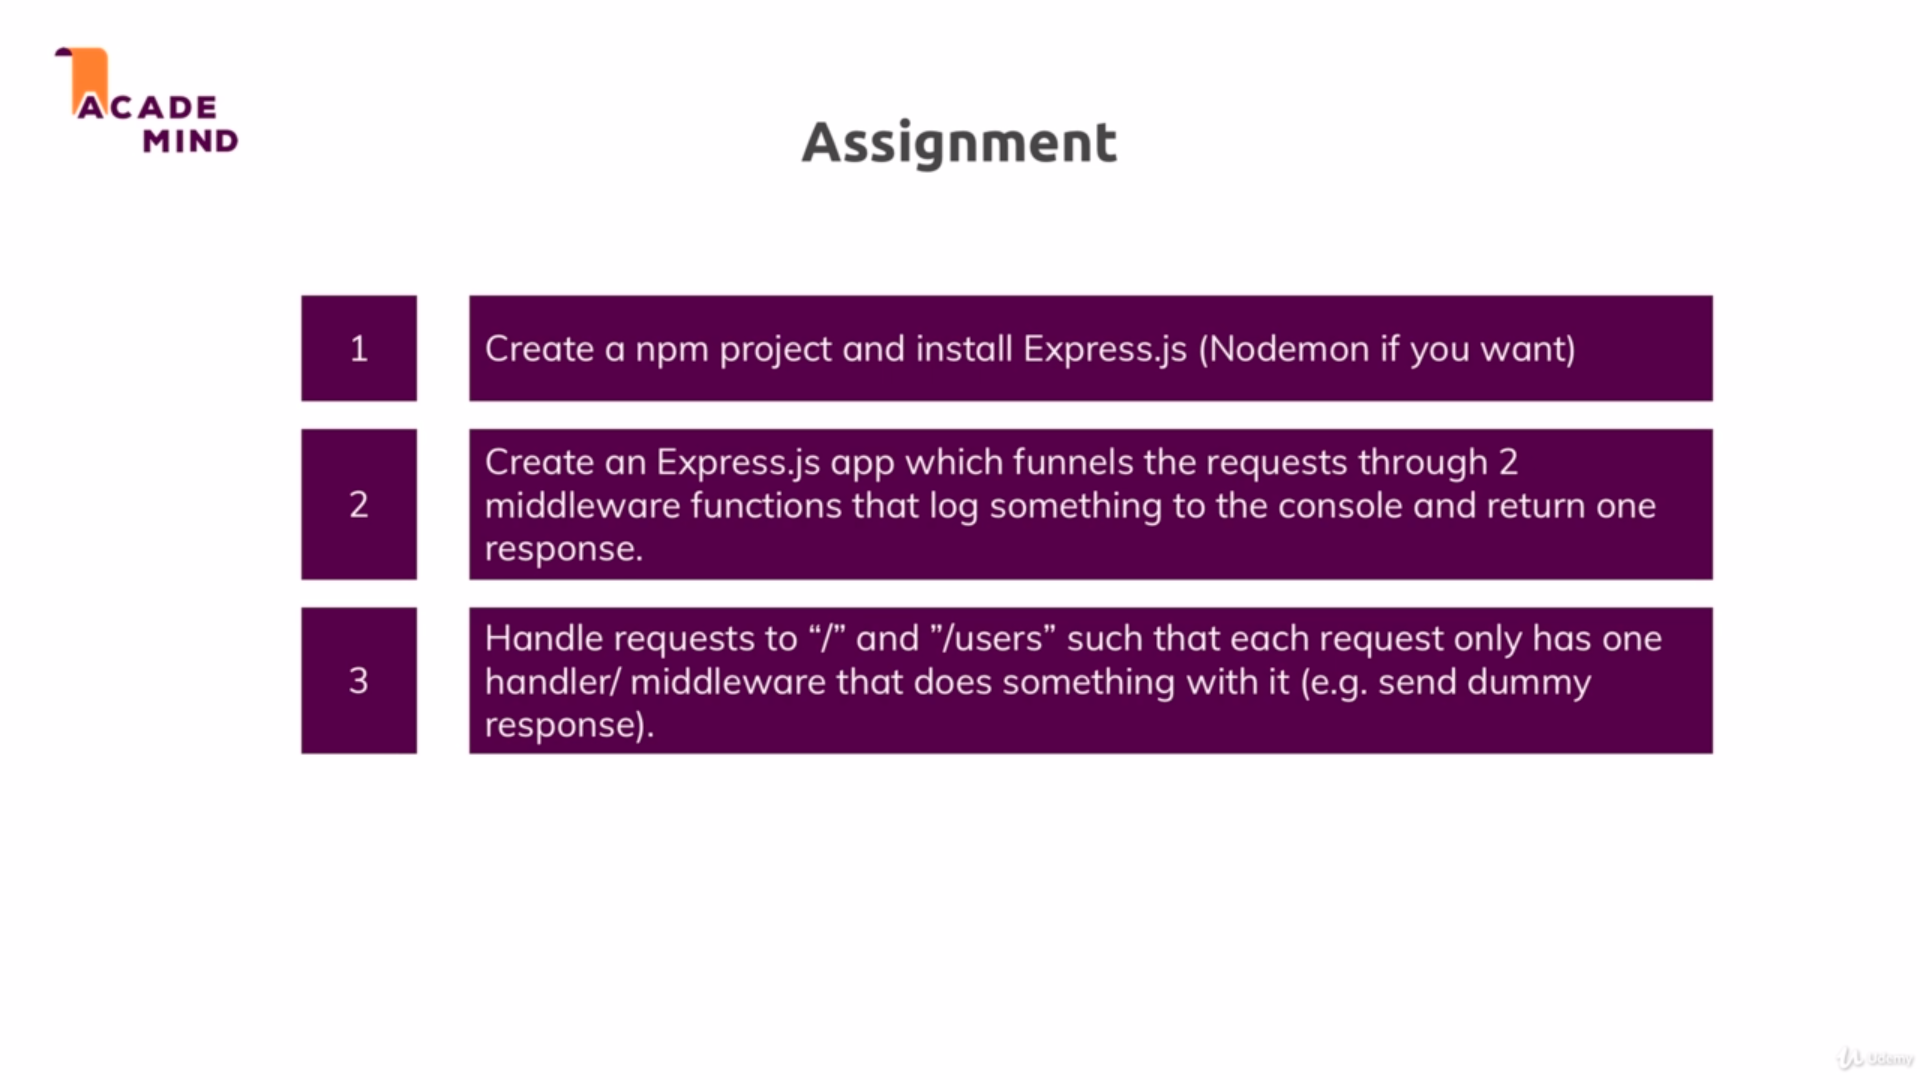 ACADE
MIND
Assignment
1
Create a npm project and install Express.js (Nodemon if you want)
2
Create an Express.js app which funnels the requests through 2
middleware functions that log something to the console and return one
response.
3
Handle requests to “/” and ”/users” such that each request only has one
handler/ middleware that does something with it (e.g. send dummy
response).
Udemy